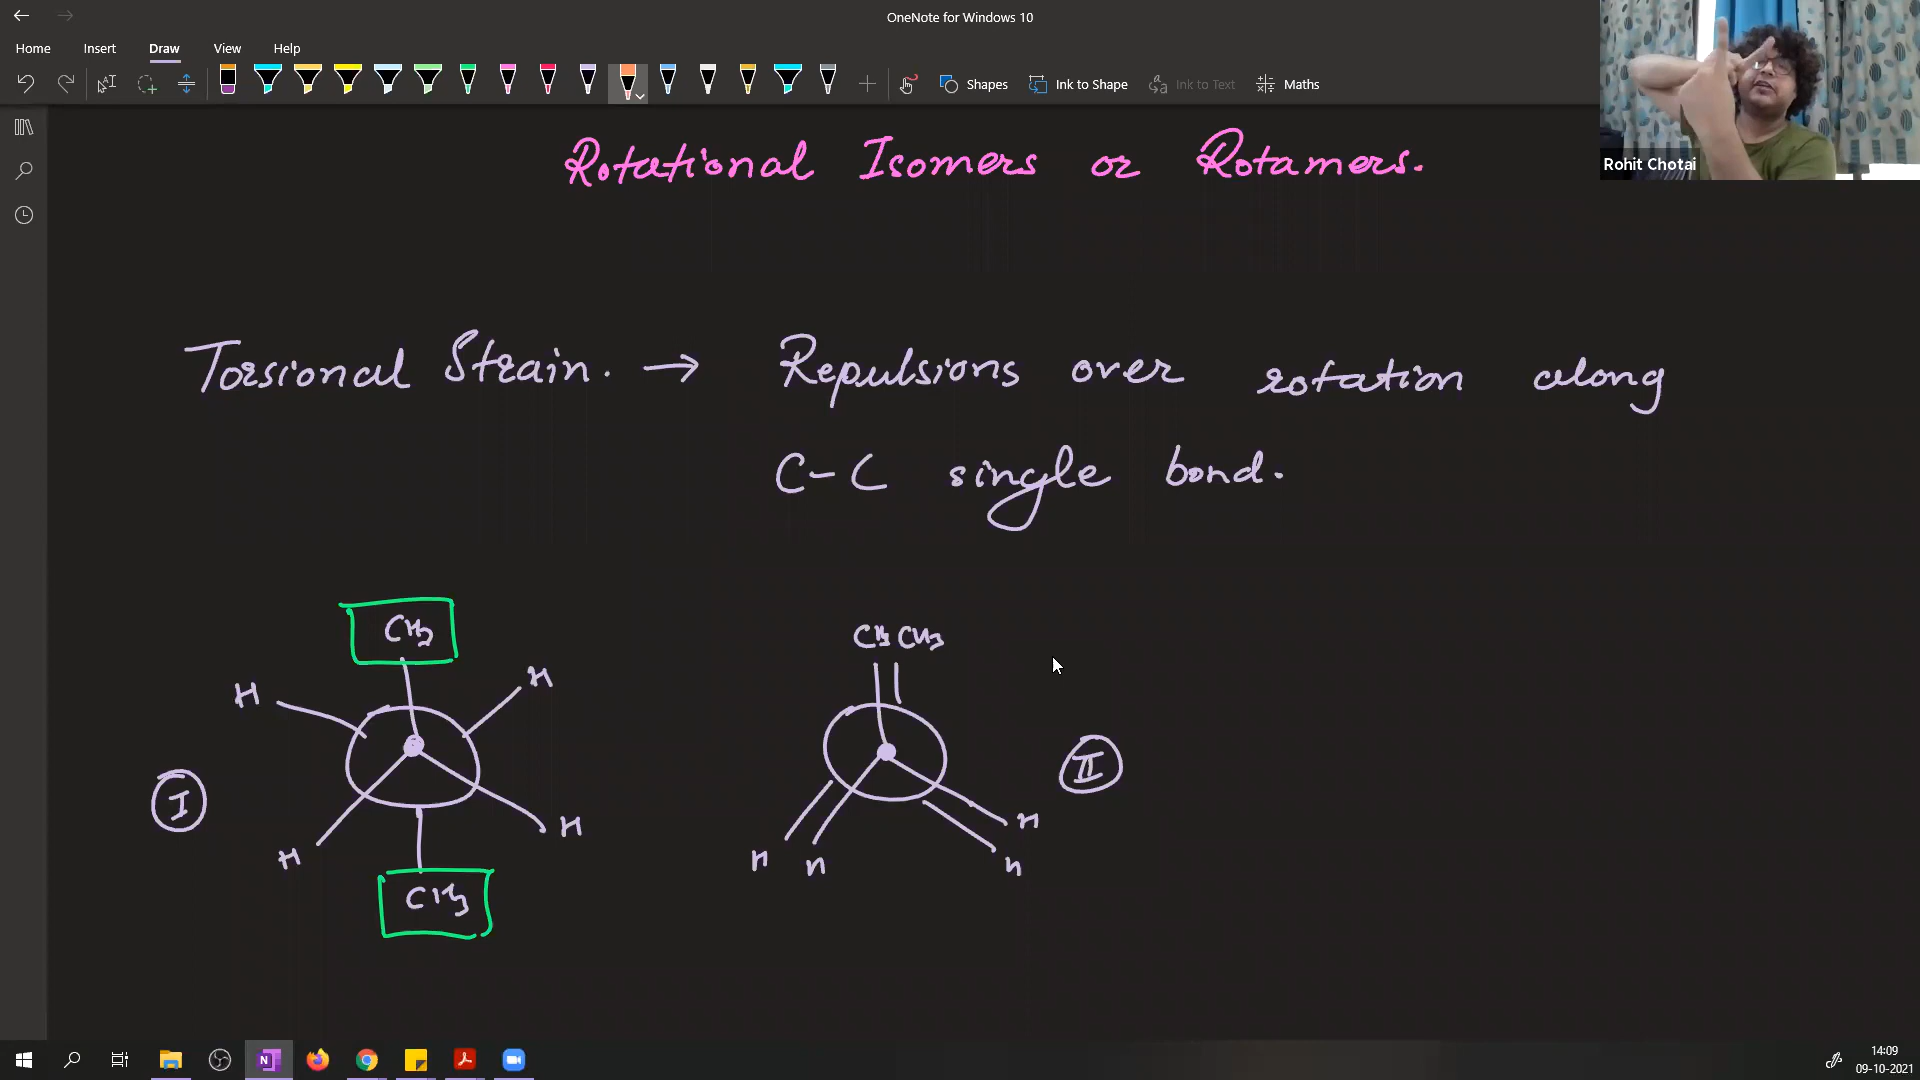 OneNote for Windows 10
Home Insert Draw View Help
Shapes Ink to Shape Ink to Text Maths
Rohit Chotai
Rotational Isomers or Rotamers.
Torsional Strain. → Repulsions over rotation along
C-C single bond.
CH3
CH3 CH3
H H
I
II
H H
H H
H H
H H
CH3
14:09
09-10-2021